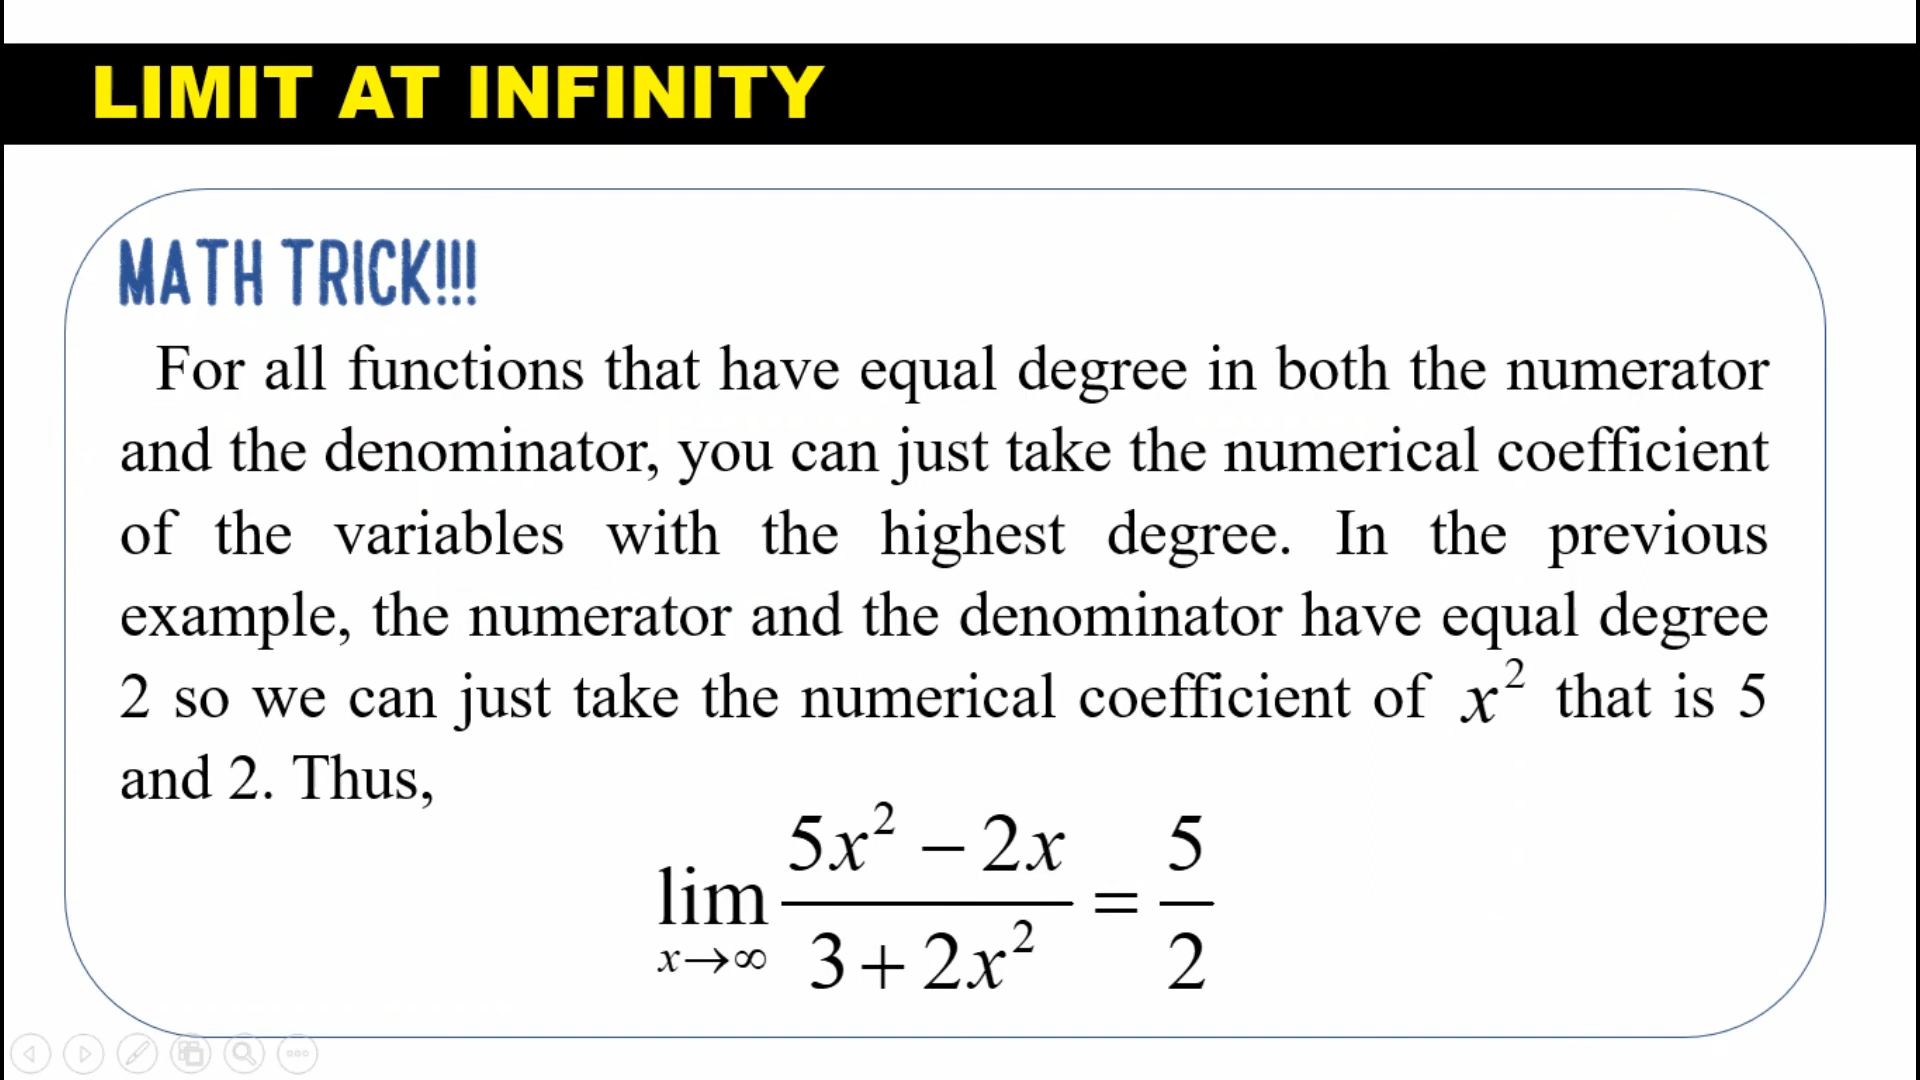 LIMIT AT INFINITY
MATH TRICK!!!
For all functions that have equal degree in both the numerator
and the denominator, you can just take the numerical coefficient
of the variables with the highest degree. In the previous
example, the numerator and the denominator have equal degree
2 so we can just take the numerical coefficient of x² that is 5
and 2. Thus,
lim x→∞ (5x² − 2x)/(3 + 2x²) = 5/2